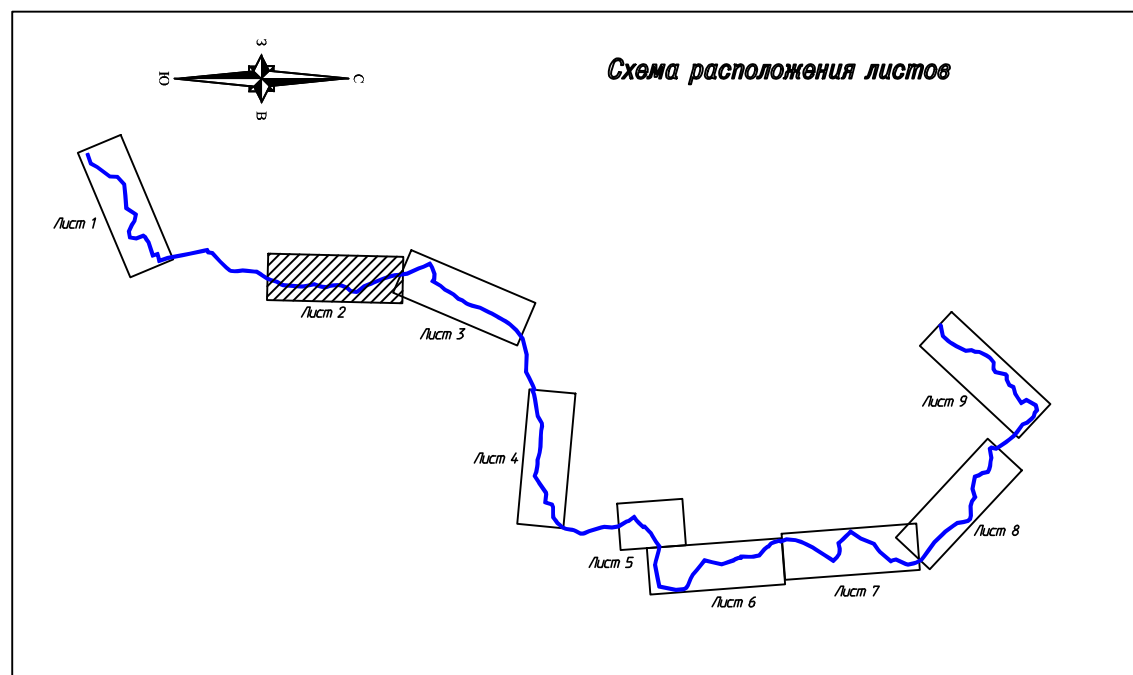 З
Ю
С
В
Схема расположения листов
Лист 1
Лист 2
Лист 3
Лист 4
Лист 5
Лист 6
Лист 7
Лист 8
Лист 9